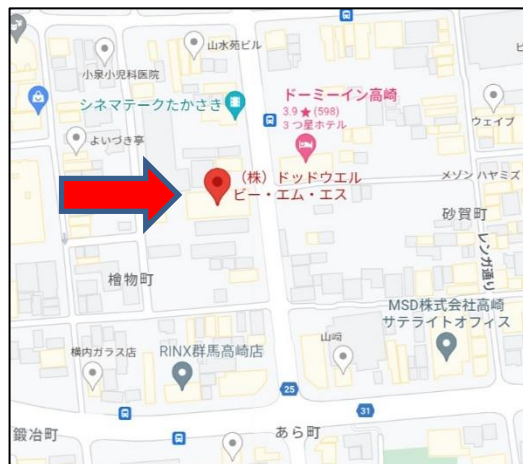 山水苑ビル
小泉小児科医院
シネマテークたかさき
ドーミーイン高崎
3.9★(598)
3つ星ホテル
ウェイブ
よいづき亭
(株)ドッドウエル
ビー・エム・エス
メゾン ハヤミズ
砂賀町
レンガ通り
檜物町
MSD株式会社高崎
サテライトオフィス
山崎
横内ガラス店
RINX群馬高崎店
25
31
鍛冶町
あら町